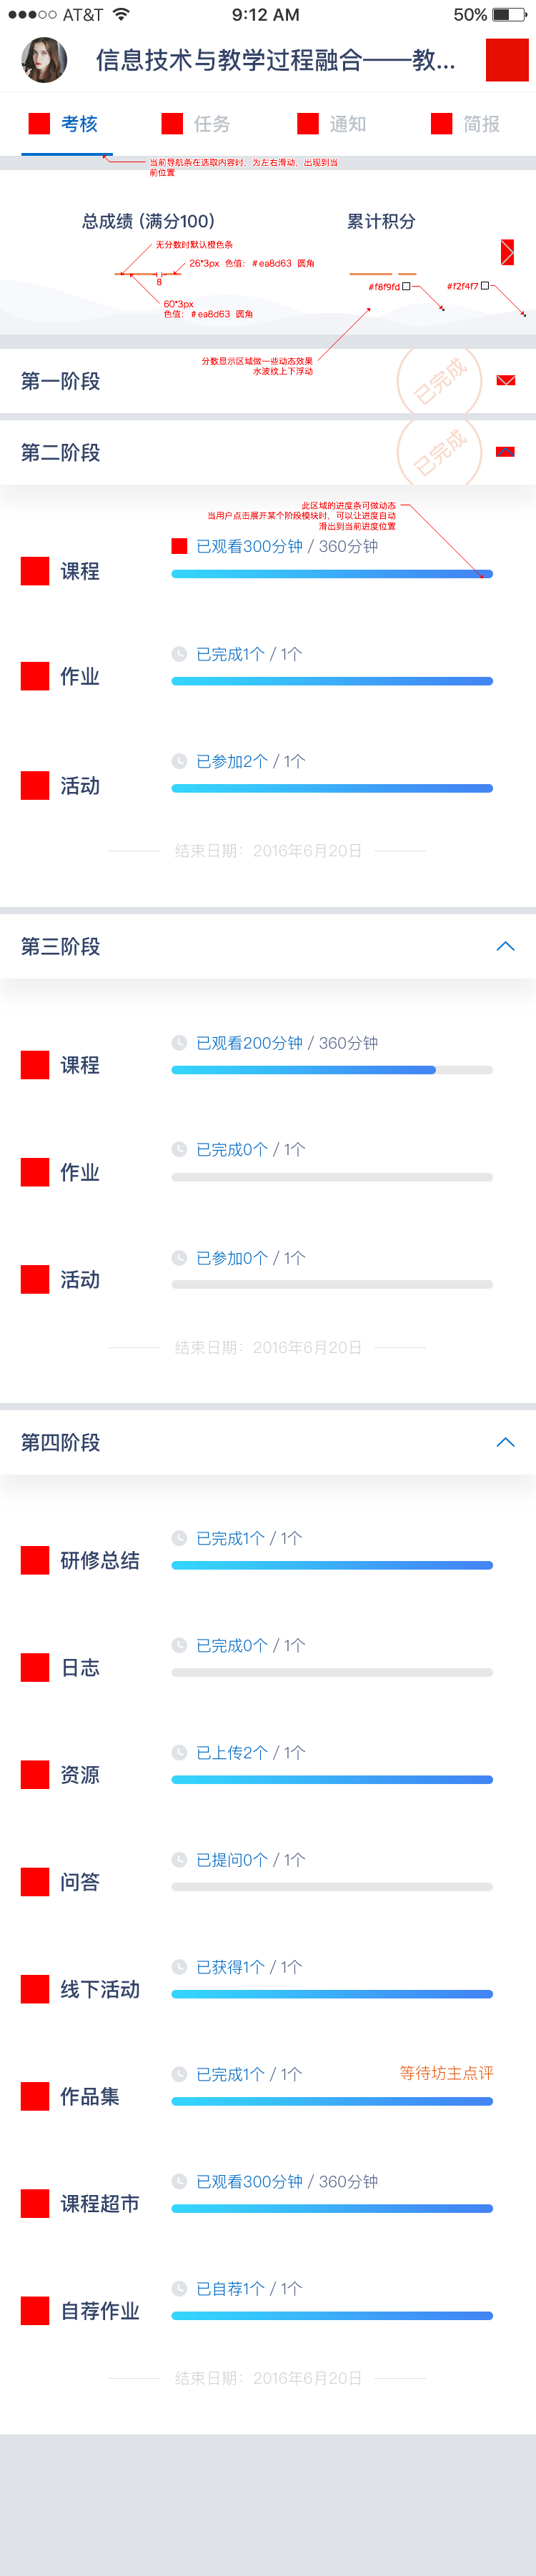 AT&T 9:12 AM 50%
信息技术与教学过程融合——教...
考核 任务 通知 简报
当前导航条在选取内容时，为左右滑动，出现到当
前位置
总成绩 (满分100) 累计积分
无分数时默认橙色条
26*3px 色值：#ea8d63 圆角
8
#f8f9fd #f2f4f7
60*3px
色值：#ea8d63 圆角
分数显示区域做一些动态效果
水波纹上下浮动
第一阶段 已完成
第二阶段 已完成
此区域的进度条可做动态
当用户点击展开某个阶段模块时，可以让进度自动
滑出到当前进度位置
已观看300分钟 / 360分钟
课程
已完成1个 / 1个
作业
已参加2个 / 1个
活动
结束日期：2016年6月20日
第三阶段
已观看200分钟 / 360分钟
课程
已完成0个 / 1个
作业
已参加0个 / 1个
活动
结束日期：2016年6月20日
第四阶段
已完成1个 / 1个
研修总结
已完成0个 / 1个
日志
已上传2个 / 1个
资源
已提问0个 / 1个
问答
已获得1个 / 1个
线下活动
已完成1个 / 1个 等待坊主点评
作品集
已观看300分钟 / 360分钟
课程超市
已自荐1个 / 1个
自荐作业
结束日期：2016年6月20日